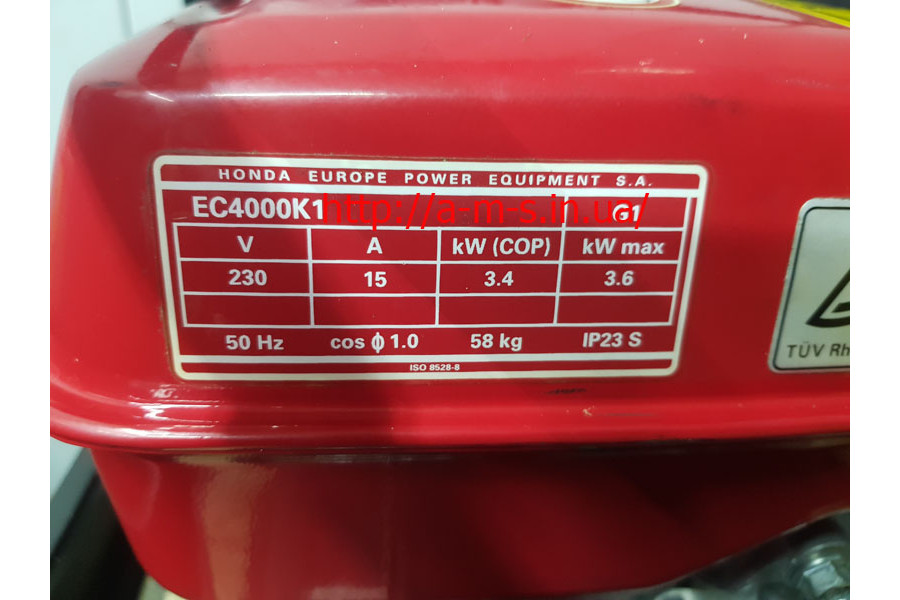 HONDA EUROPE POWER EQUIPMENT S.A.
EC4000K1 G1
http://a-m-s.in.ua/
V A kW (COP) kW max
230 15 3.4 3.6
50 Hz cos ϕ 1.0 58 kg IP23 S
ISO 8528-8
TÜV Rh